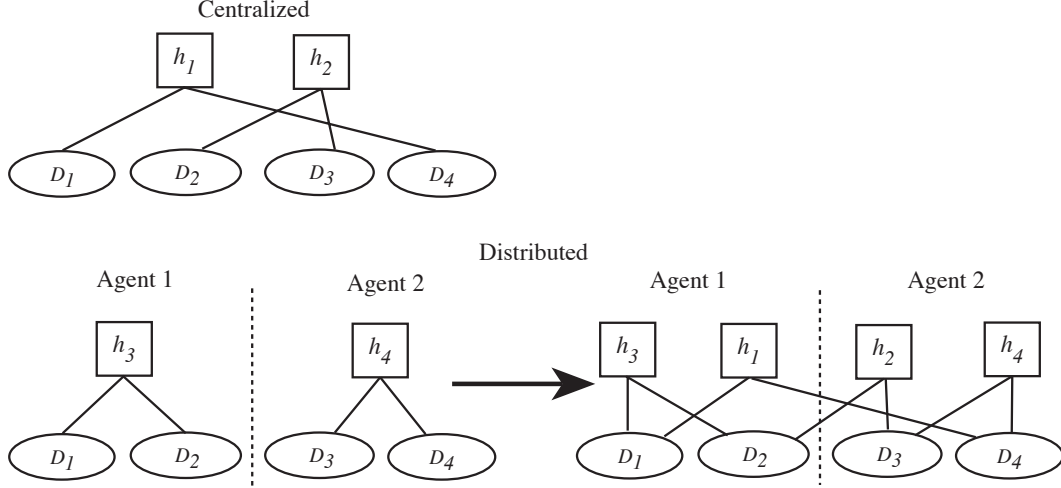 Centralized
h1 h2
D1 D2 D3 D4
Distributed
Agent 1 Agent 2 Agent 1 Agent 2
h3 h4 h3 h1 h2 h4
D1 D2 D3 D4 D1 D2 D3 D4